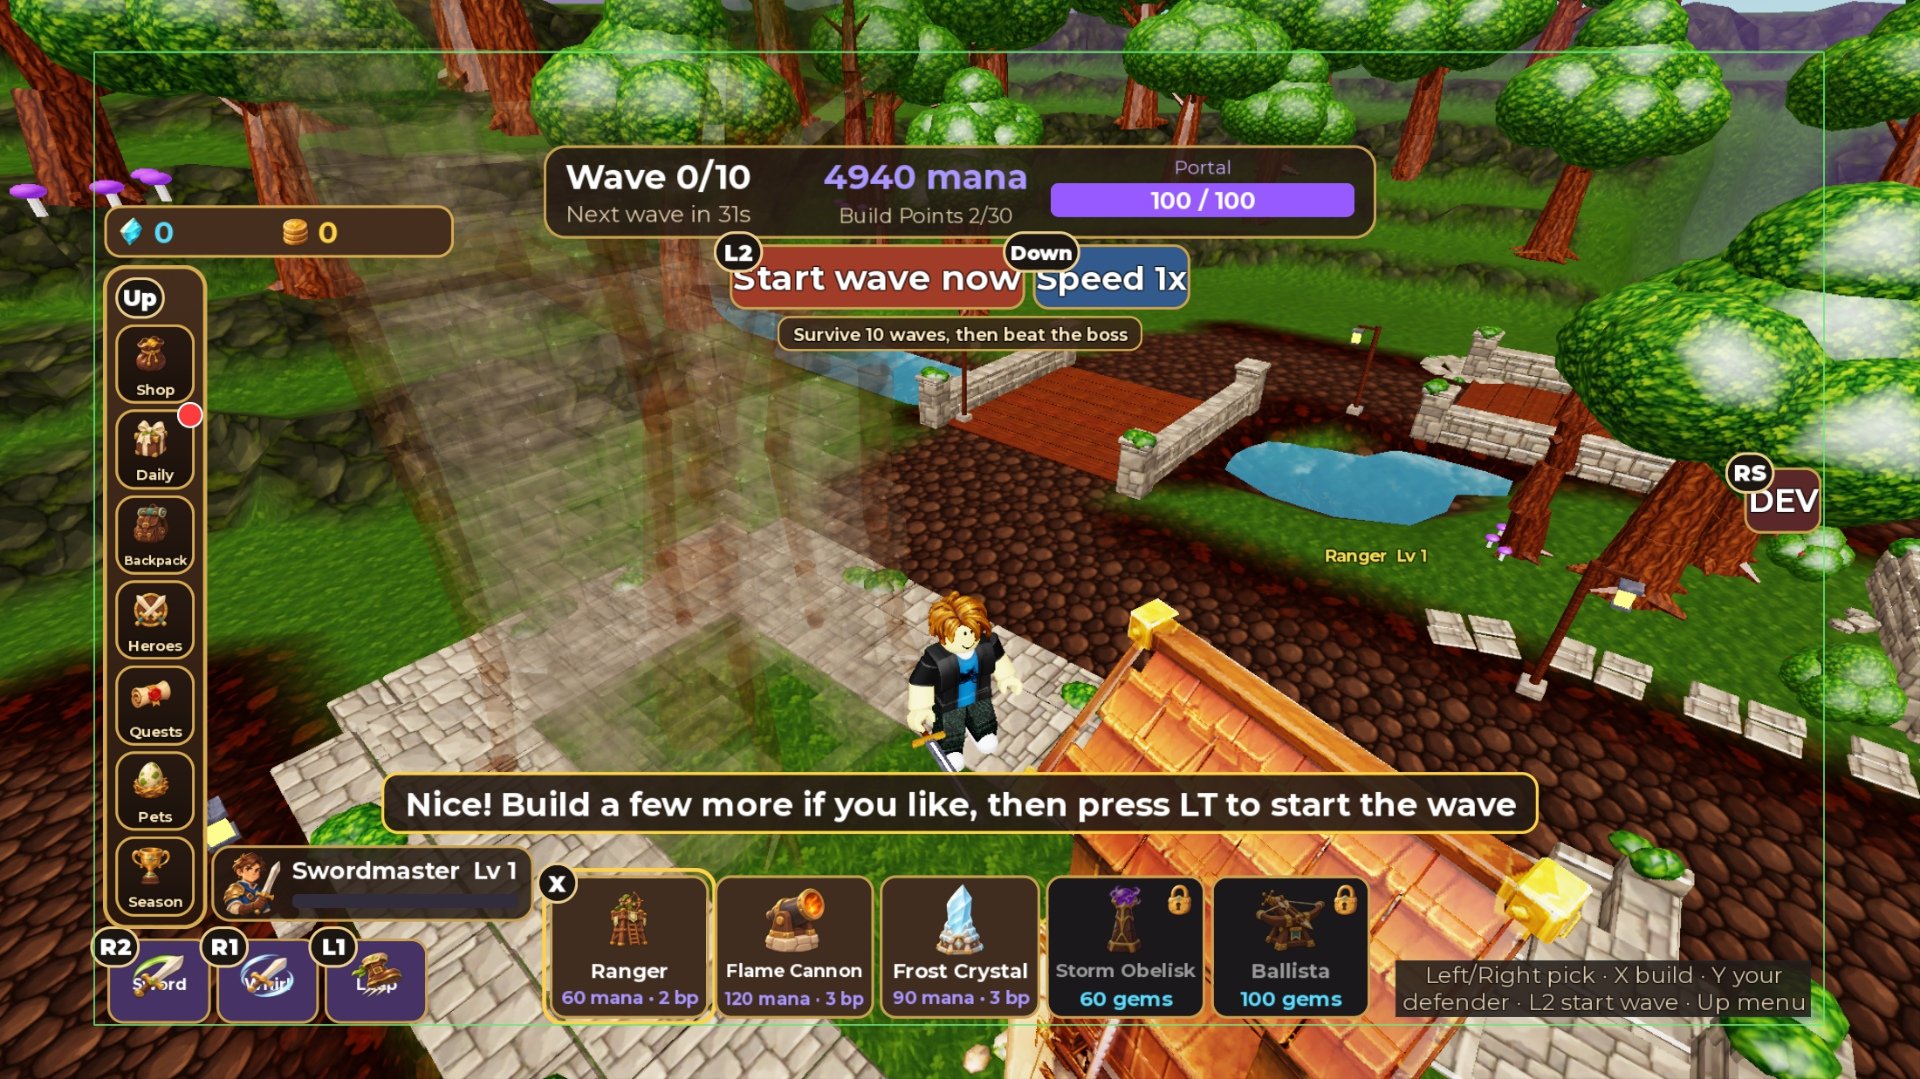 Wave 0/10
Next wave in 31s
4940 mana
Build Points 2/30
Portal
100 / 100
0
0
L2
Start wave now
Down
Speed 1x
Survive 10 waves, then beat the boss
Up
Shop
Daily
Backpack
Heroes
Quests
Pets
Season
RS
DEV
Ranger Lv 1
Nice! Build a few more if you like, then press LT to start the wave
Swordmaster Lv 1
R2
Sword
R1
Whirl
L1
Leap
X
Ranger
60 mana · 2 bp
Flame Cannon
120 mana · 3 bp
Frost Crystal
90 mana · 3 bp
Storm Obelisk
60 gems
Ballista
100 gems
Left/Right pick · X build · Y your
defender · L2 start wave · Up menu